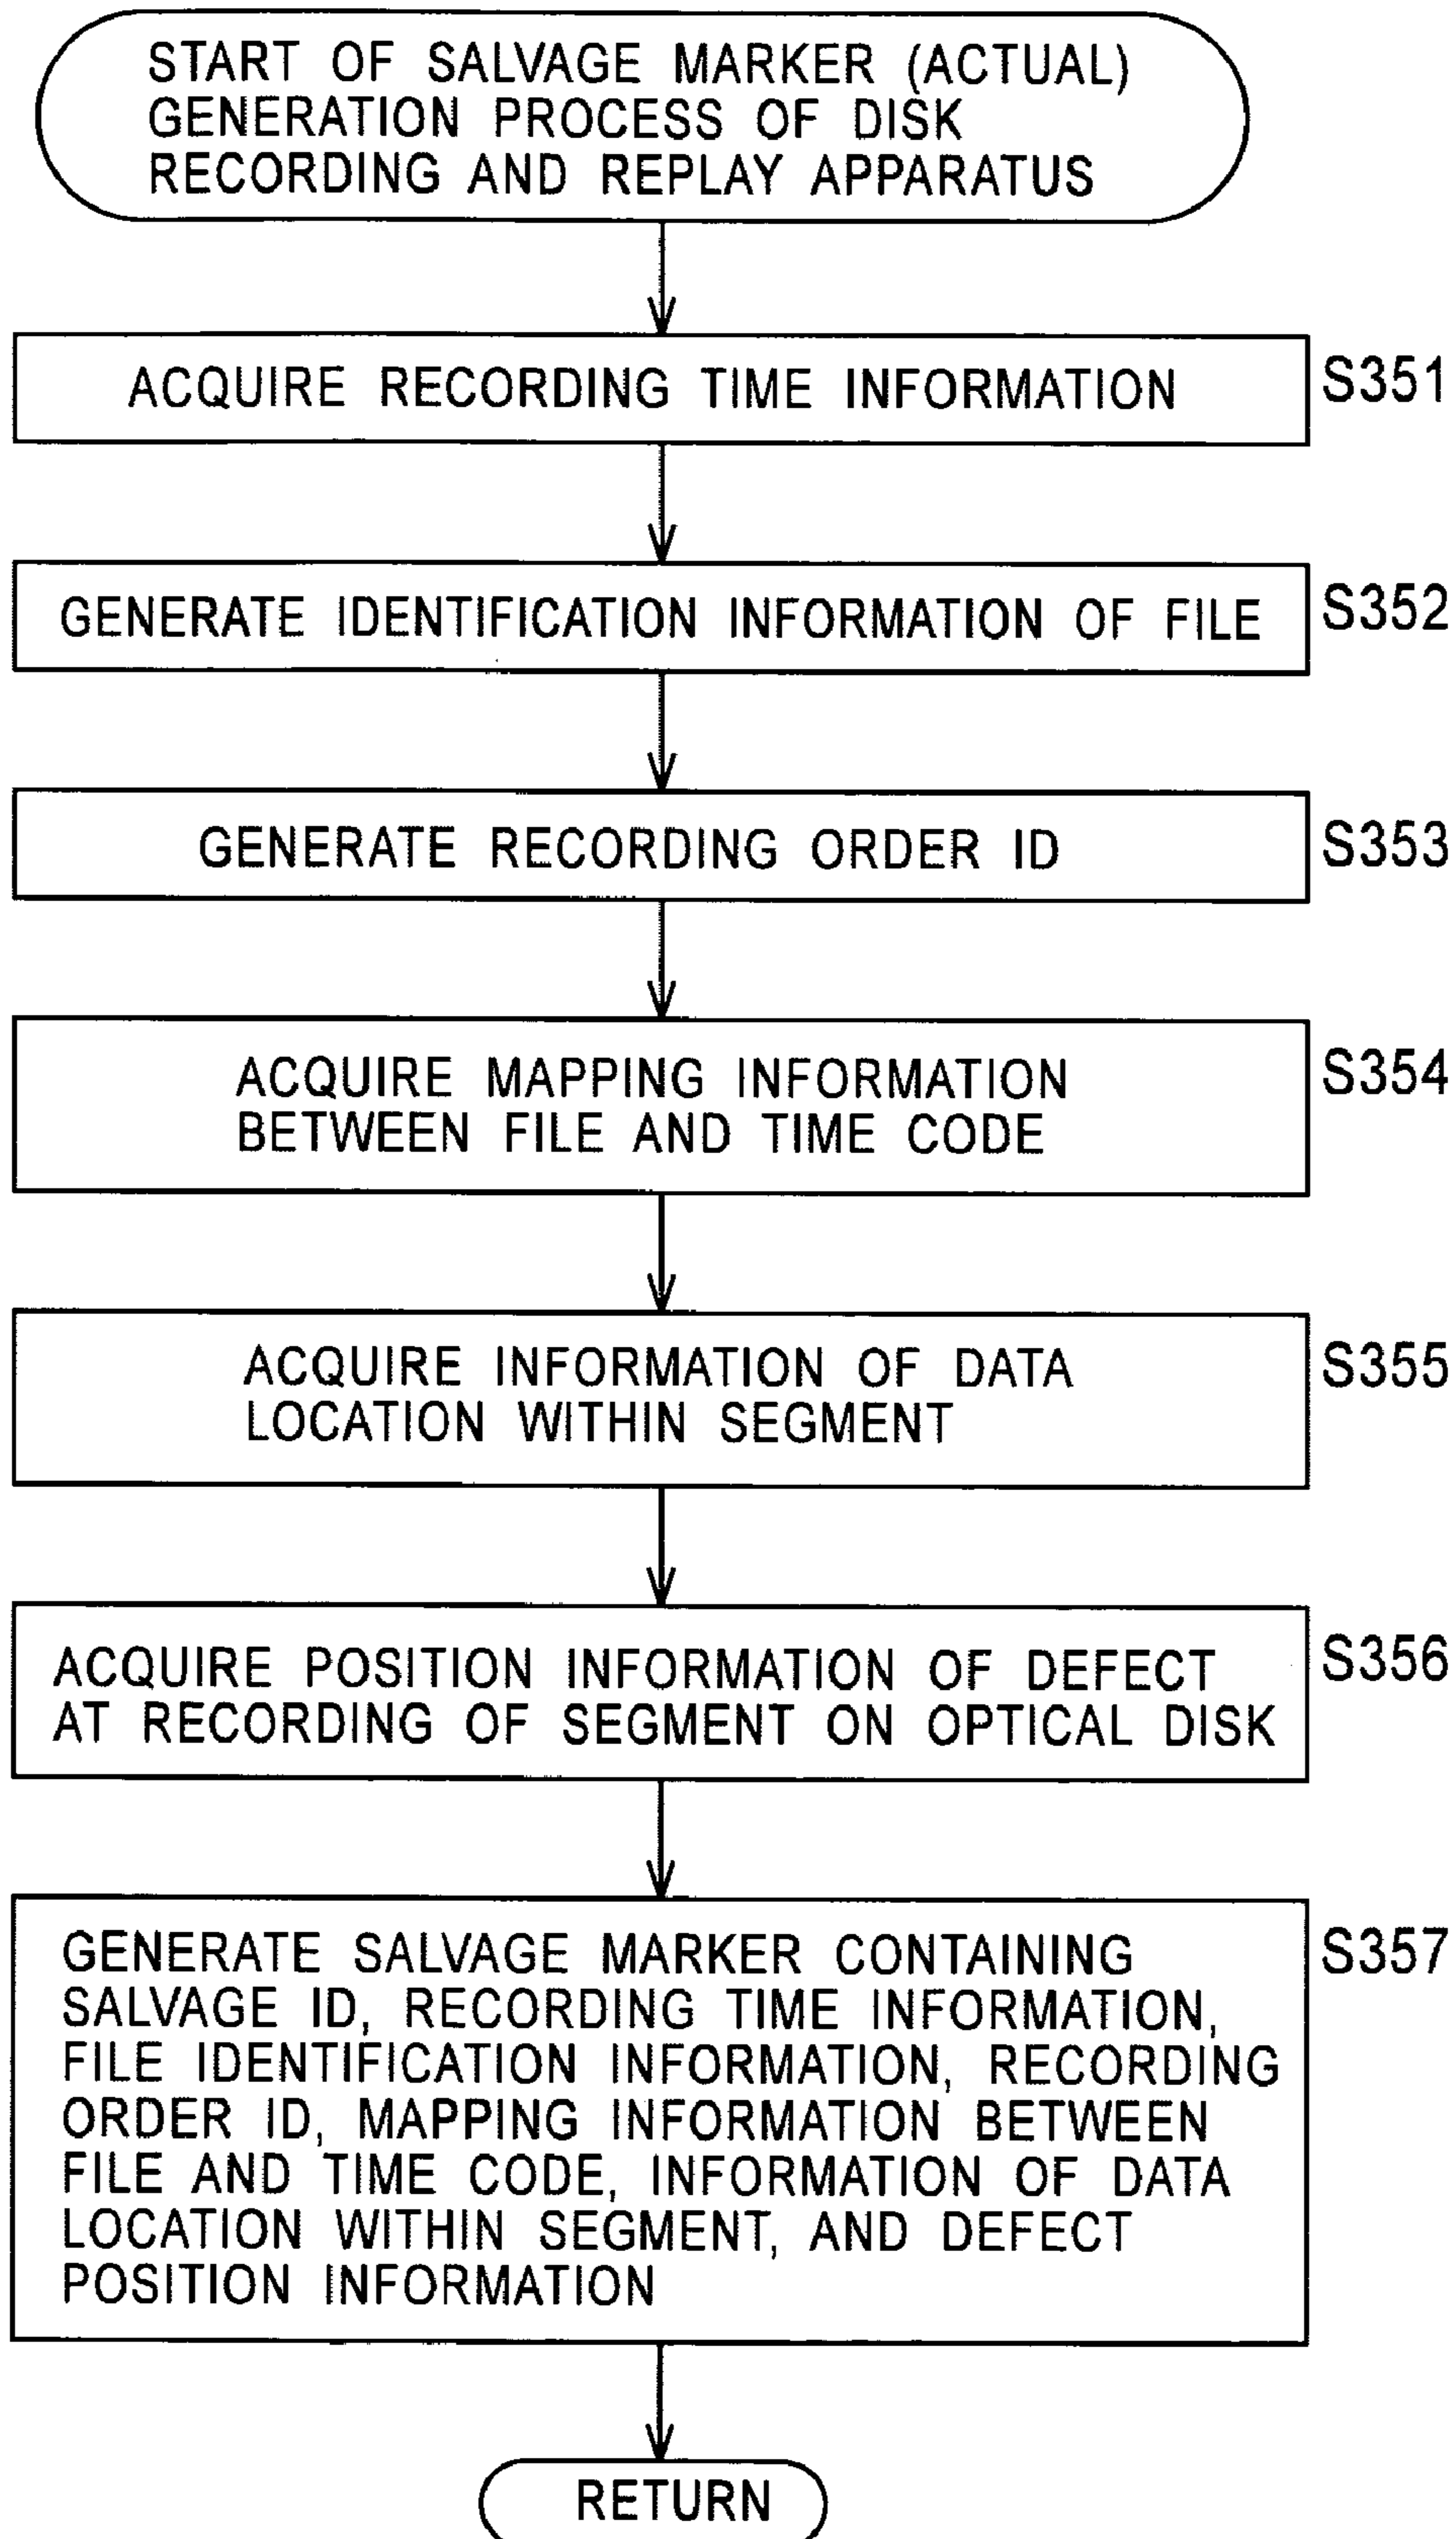 START OF SALVAGE MARKER (ACTUAL)
GENERATION PROCESS OF DISK
RECORDING AND REPLAY APPARATUS
ACQUIRE RECORDING TIME INFORMATION
S351
GENERATE IDENTIFICATION INFORMATION OF FILE
S352
GENERATE RECORDING ORDER ID
S353
ACQUIRE MAPPING INFORMATION
BETWEEN FILE AND TIME CODE
S354
ACQUIRE INFORMATION OF DATA
LOCATION WITHIN SEGMENT
S355
ACQUIRE POSITION INFORMATION OF DEFECT
AT RECORDING OF SEGMENT ON OPTICAL DISK
S356
GENERATE SALVAGE MARKER CONTAINING
SALVAGE ID, RECORDING TIME INFORMATION,
FILE IDENTIFICATION INFORMATION, RECORDING
ORDER ID, MAPPING INFORMATION BETWEEN
FILE AND TIME CODE, INFORMATION OF DATA
LOCATION WITHIN SEGMENT, AND DEFECT
POSITION INFORMATION
S357
RETURN